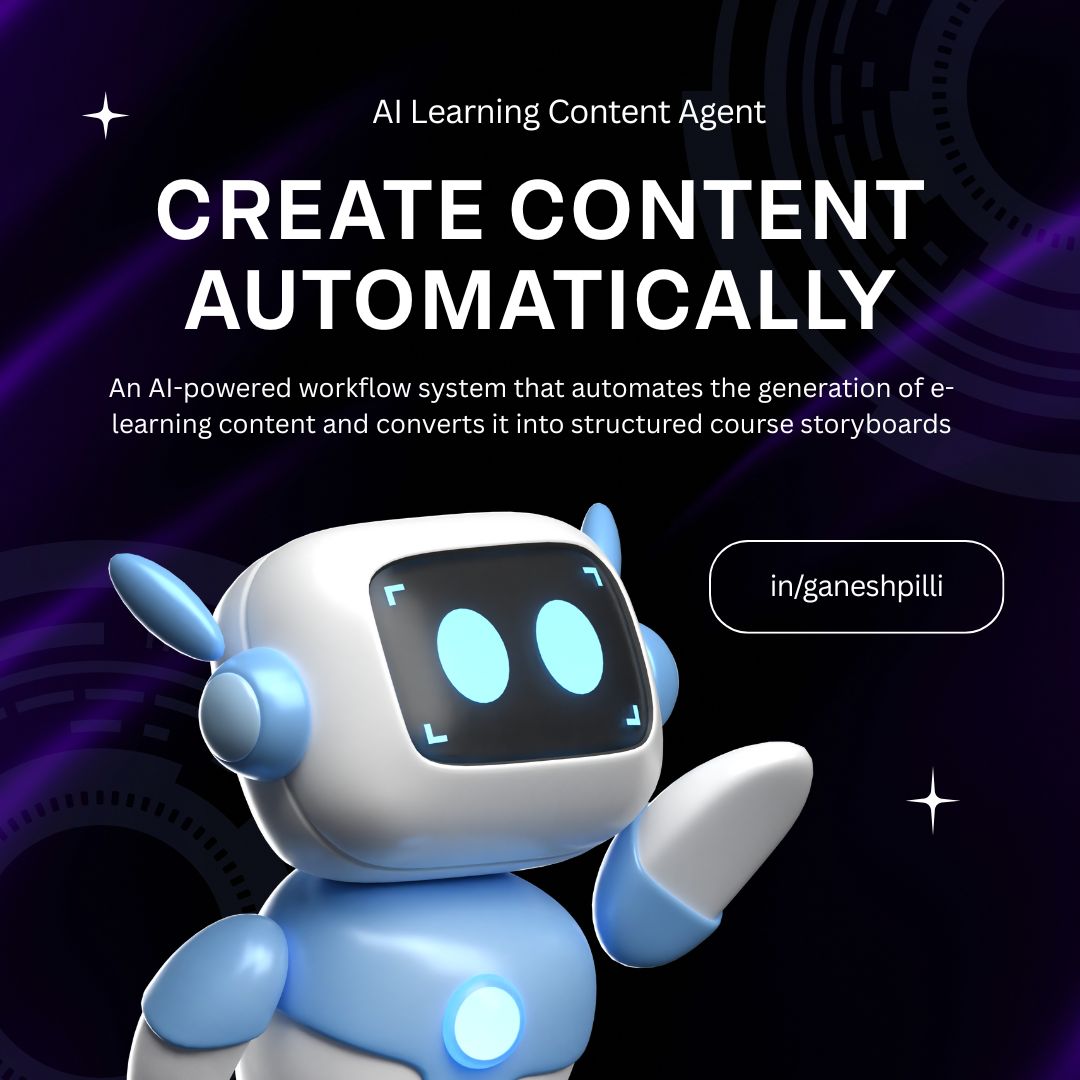 AI Learning Content Agent
CREATE CONTENT
AUTOMATICALLY
An AI-powered workflow system that automates the generation of e-
learning content and converts it into structured course storyboards
in/ganeshpilli